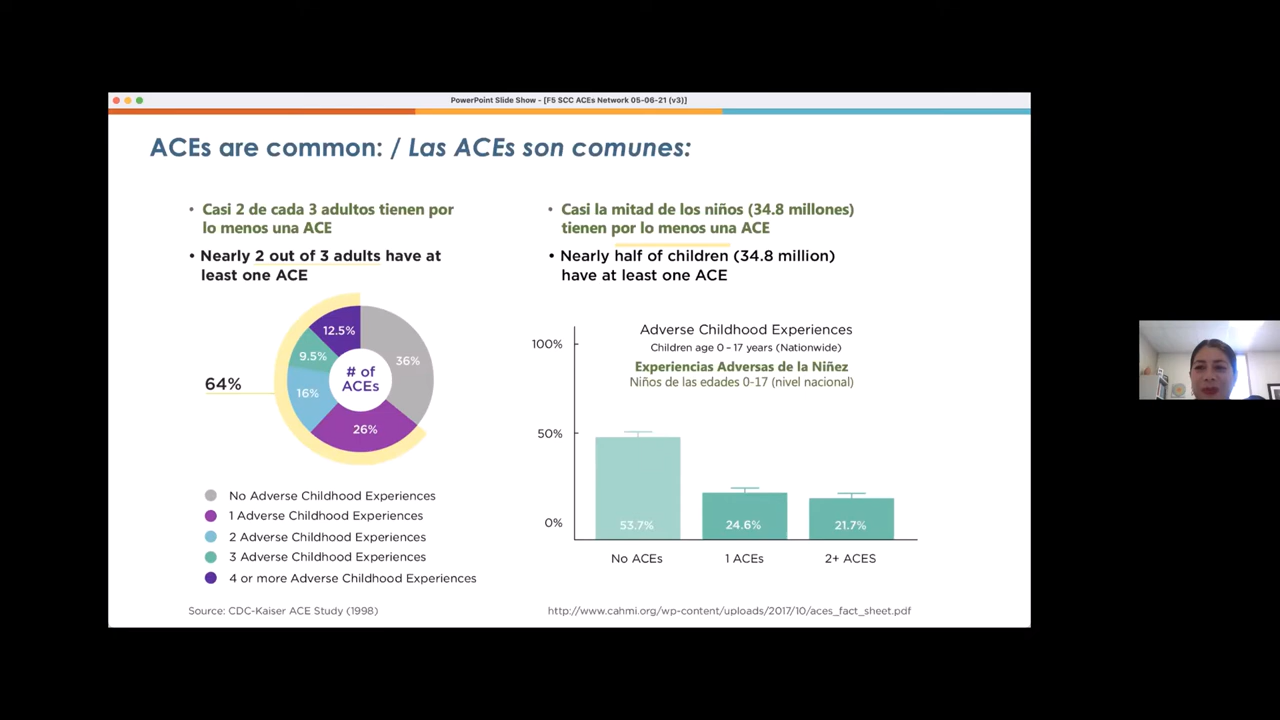 PowerPoint Slide Show - [F5 SCC ACEs Network 05-06-21 (v3)]
ACEs are common: / Las ACEs son comunes:
• Casi 2 de cada 3 adultos tienen por
lo menos una ACE
• Nearly 2 out of 3 adults have at
least one ACE
12.5%
9.5%
36%
# of
ACEs
64%
16%
26%
No Adverse Childhood Experiences
1 Adverse Childhood Experiences
2 Adverse Childhood Experiences
3 Adverse Childhood Experiences
4 or more Adverse Childhood Experiences
Source: CDC-Kaiser ACE Study (1998)
• Casi la mitad de los niños (34.8 millones)
tienen por lo menos una ACE
• Nearly half of children (34.8 million)
have at least one ACE
Adverse Childhood Experiences
Children age 0 – 17 years (Nationwide)
Experiencias Adversas de la Niñez
Niños de las edades 0-17 (nivel nacional)
100%
50%
0%
53.7%
24.6%
21.7%
No ACEs
1 ACEs
2+ ACES
http://www.cahmi.org/wp-content/uploads/2017/10/aces_fact_sheet.pdf